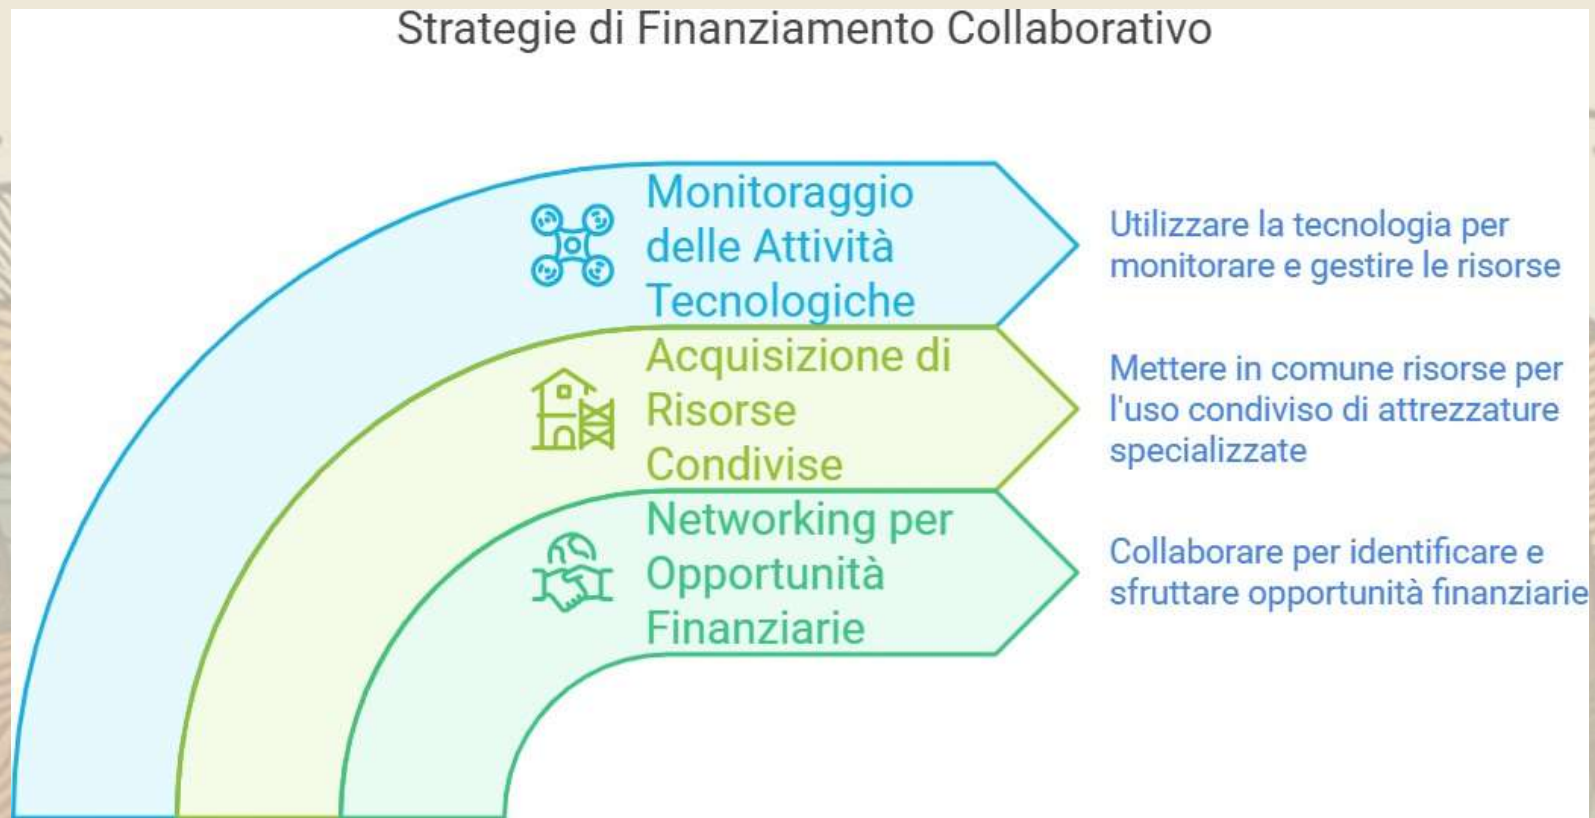 Strategie di Finanziamento Collaborativo
Monitoraggio
delle Attività
Tecnologiche
Utilizzare la tecnologia per
monitorare e gestire le risorse
Acquisizione di
Risorse
Condivise
Mettere in comune risorse per
l'uso condiviso di attrezzature
specializzate
Networking per
Opportunità
Finanziarie
Collaborare per identificare e
sfruttare opportunità finanziarie